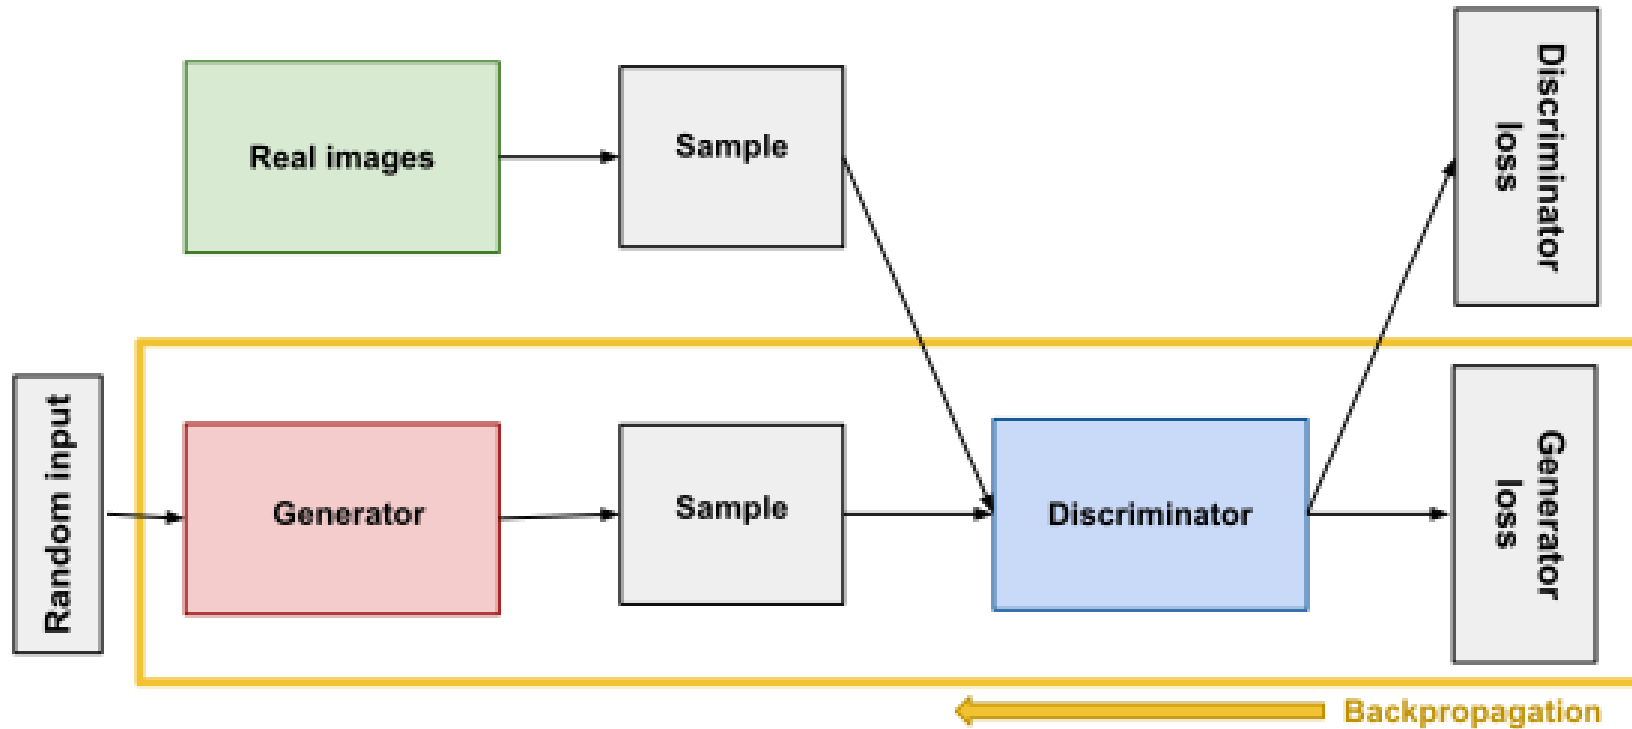 Real images
Sample
Discriminator
loss
Random input
Generator
Sample
Discriminator
Generator
loss
Backpropagation